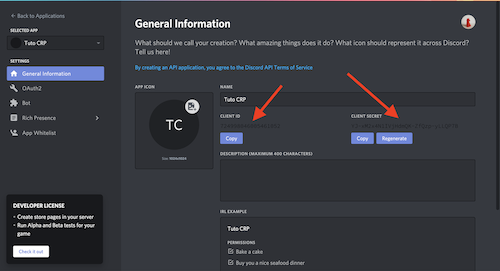 ← Back to Applications
SELECTED APP
Tuto CRP
SETTINGS
General Information
OAuth2
Bot
Rich Presence
App Whitelist
DEVELOPER LICENSE
• Create store pages in your server
• Run Alpha and Beta tests for your
game
Check it out
General Information
What should we call your creation? What amazing things does it do? What icon should represent it across Discord?
Tell us!
By creating an API application, you agree to the Discord API Terms of Service
APP ICON
TC
NAME
Tuto CRP
CLIENT ID
Copy
CLIENT SECRET
Copy Regenerate
DESCRIPTION (MAXIMUM 400 CHARACTERS)
IRL EXAMPLE
Tuto CRP
PERMISSIONS
Bake a cake
Buy you a nice seafood dinner